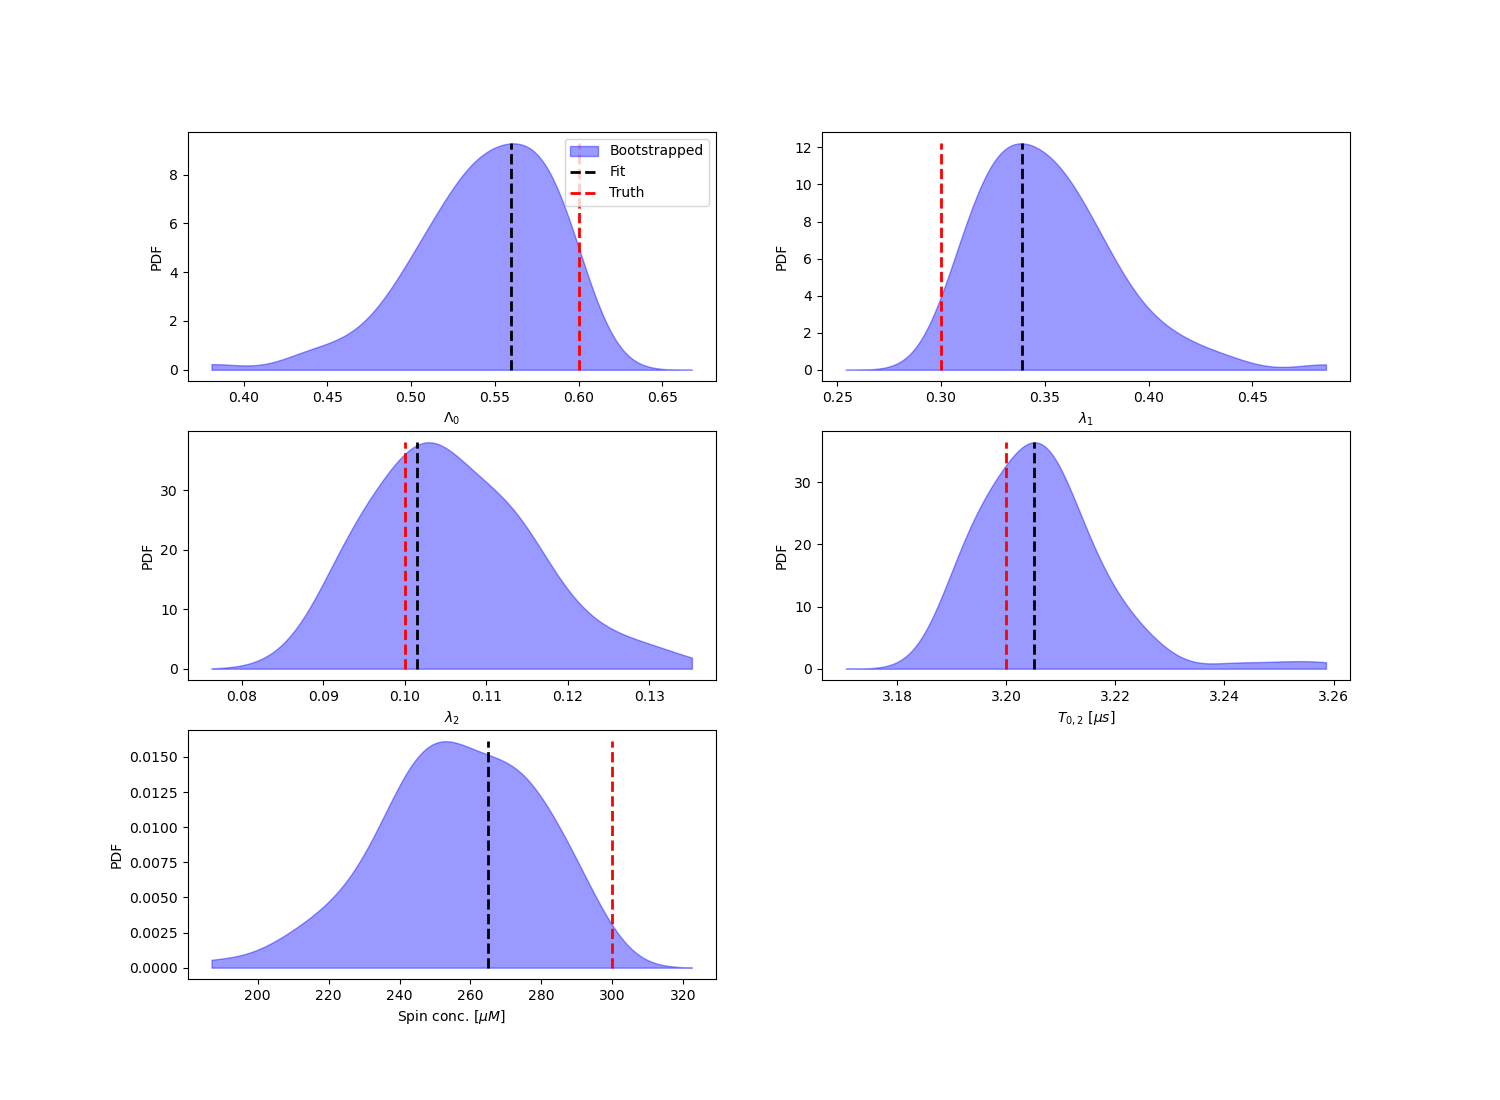 Bootstrapped
Fit
Truth
PDF
8
6
4
2
0
0.40 0.45 0.50 0.55 0.60 0.65
Λ0
PDF
12
10
8
6
4
2
0
0.25 0.30 0.35 0.40 0.45
λ1
PDF
30
20
10
0
0.08 0.09 0.10 0.11 0.12 0.13
λ2
PDF
30
20
10
0
3.18 3.20 3.22 3.24 3.26
T0,2 [μs]
PDF
0.0150
0.0125
0.0100
0.0075
0.0050
0.0025
0.0000
200 220 240 260 280 300 320
Spin conc. [μM]